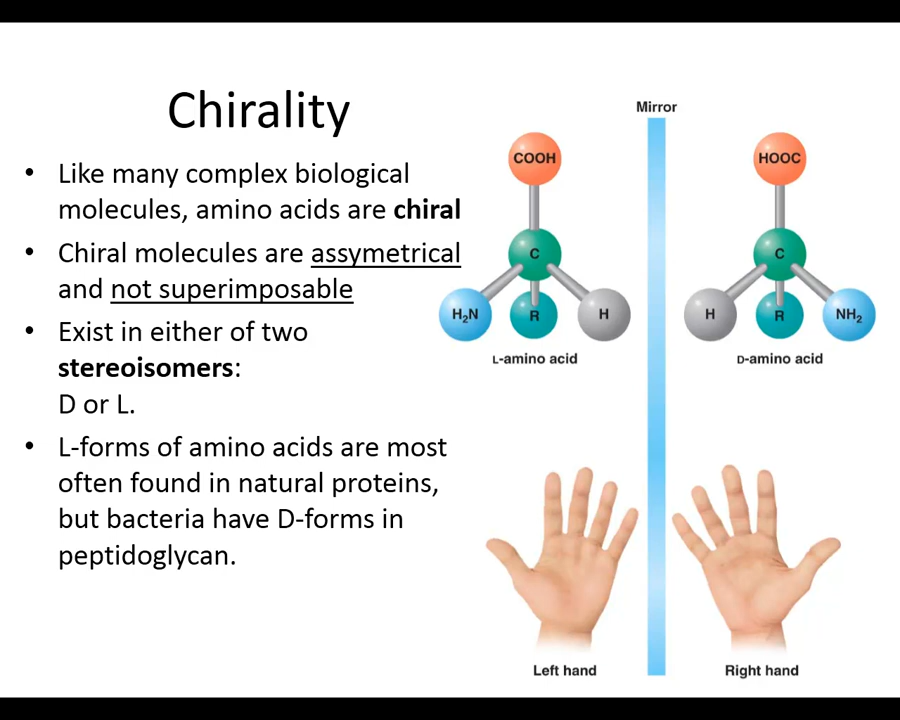 Chirality
• Like many complex biological
molecules, amino acids are chiral
• Chiral molecules are assymetrical
and not superimposable
• Exist in either of two
stereoisomers:
D or L.
• L-forms of amino acids are most
often found in natural proteins,
but bacteria have D-forms in
peptidoglycan.
Mirror
COOH
C
H₂N
R
H
L-amino acid
HOOC
C
H
R
NH₂
D-amino acid
Left hand
Right hand